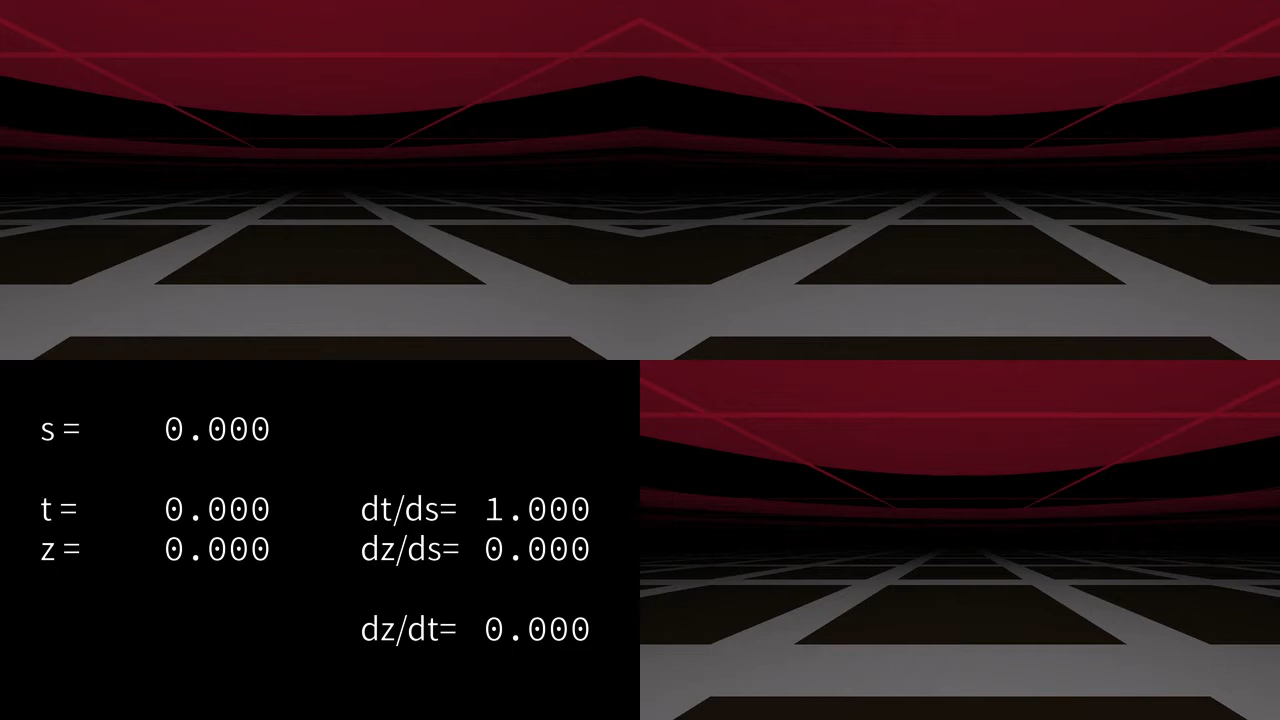 s = 0.000
t = 0.000 dt/ds= 1.000
z = 0.000 dz/ds= 0.000
dz/dt= 0.000